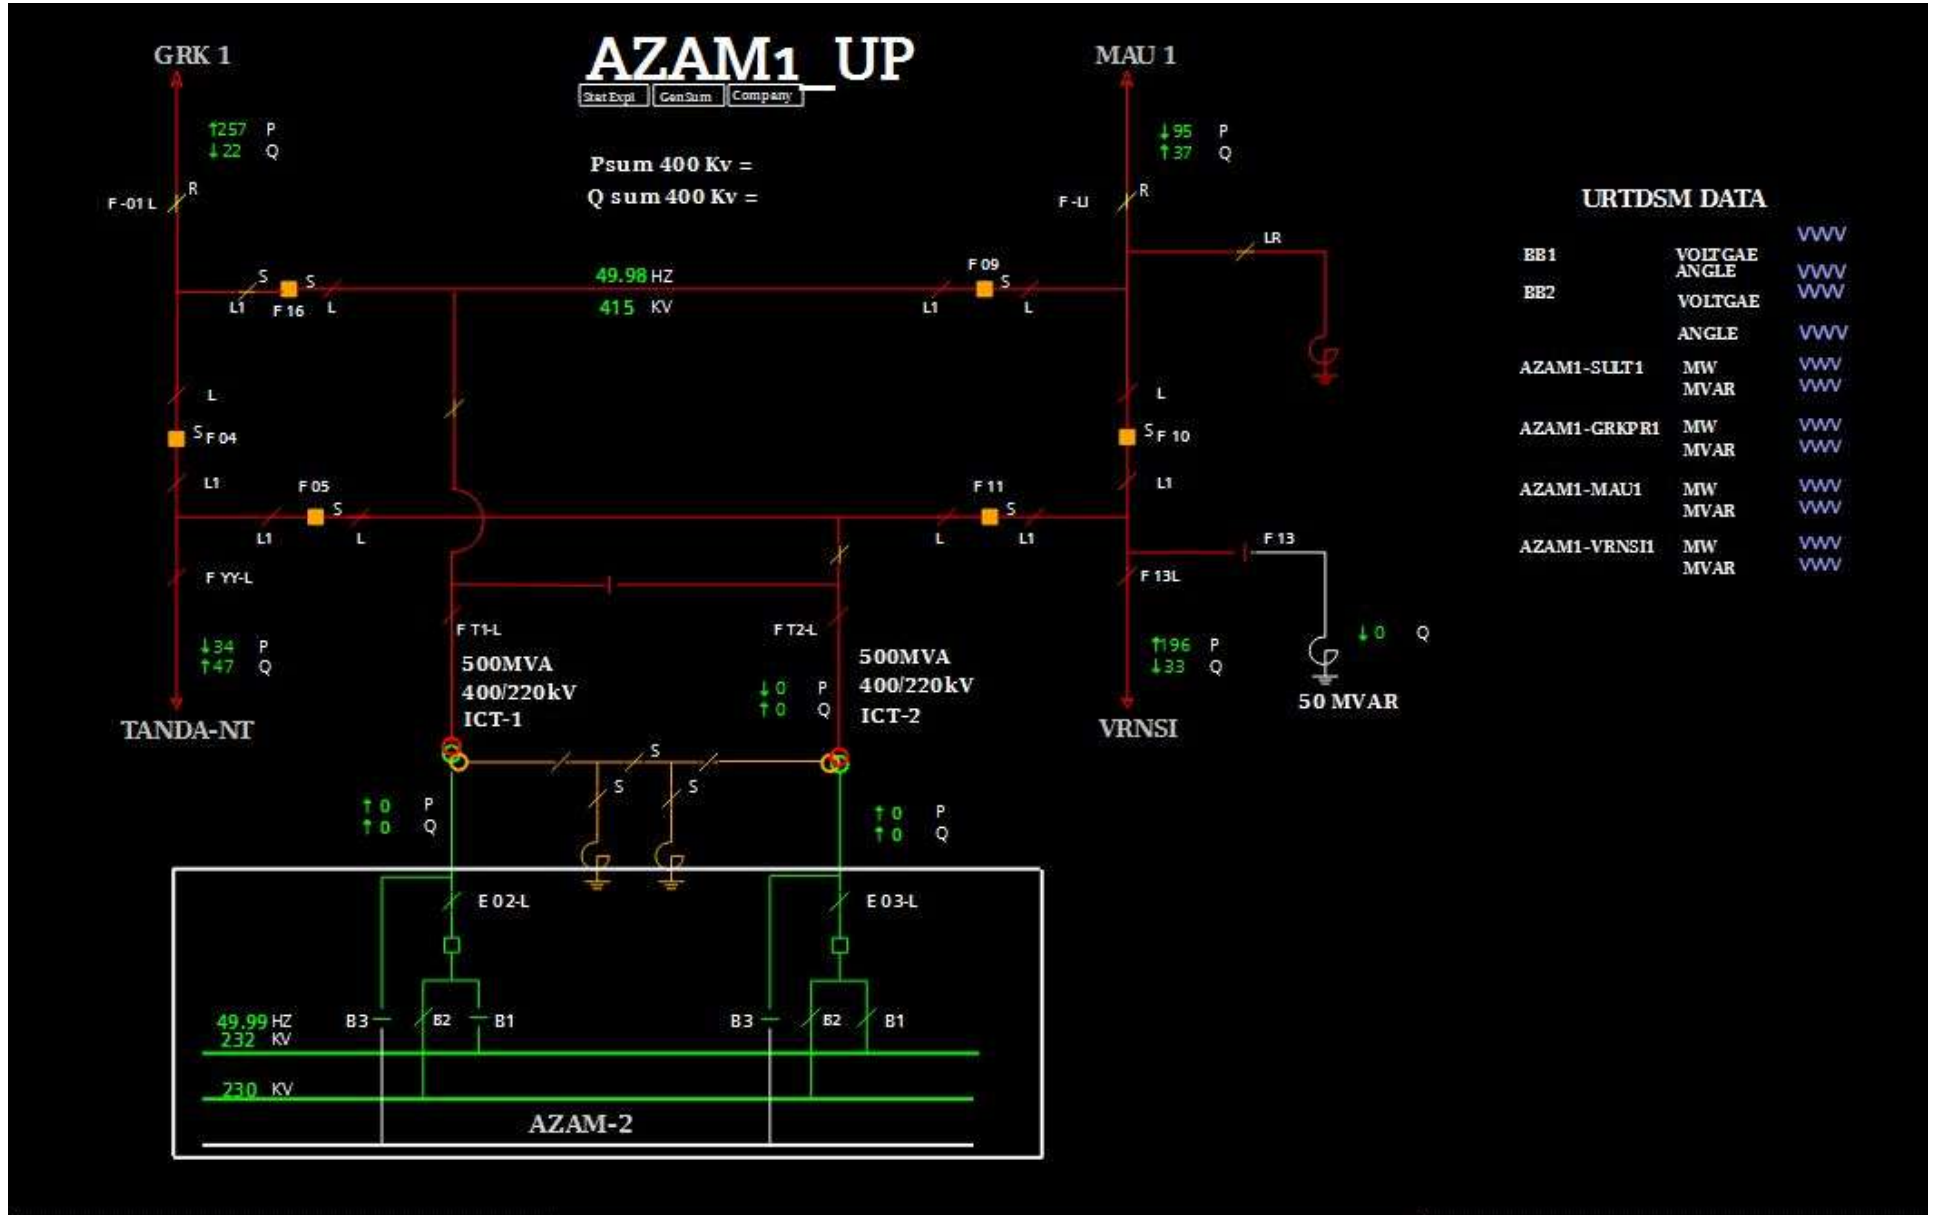 GRK 1
AZAM1_UP
MAU 1
Stat Expl GenSum Company
↑257 P
↓22 Q
↓95 P
↑37 Q
Psum 400 Kv =
Q sum 400 Kv =
R
F -01 L
R
F -LI
URTDSM DATA
VVVV
BB1 VOLTGAE
ANGLE VVVV
BB2 VVVV
VOLTGAE
ANGLE VVVV
LR
S S
L1 F 16 L
49.98 HZ
415 KV
F 09
S
L1 L
AZAM1-SULT1 MW VVVV
MVAR VVVV
L
S F 04
L1
L
S F 10
L1
AZAM1-GRKPR1 MW VVVV
MVAR VVVV
F 05
S
L1 L
F 11
S
L L1
AZAM1-MAU1 MW VVVV
MVAR VVVV
F 13
AZAM1-VRNSI1 MW VVVV
MVAR VVVV
F YY-L
F 13L
F T1-L
F T2-L
↓34 P
↑47 Q
500MVA
400/220kV
ICT-1
↓0 P
↑0 Q
500MVA
400/220kV
ICT-2
↑196 P
↓33 Q
↓0 Q
50 MVAR
TANDA-NT
VRNSI
S
S S
↑0 P
↑0 Q
↑0 P
↑0 Q
E 02-L
E 03-L
49.99 HZ
232 KV
B3 B2 B1
B3 B2 B1
230 KV
AZAM-2